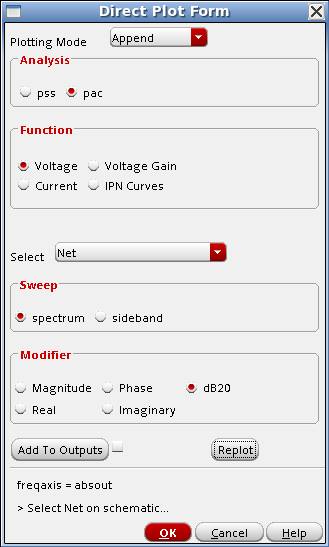 Direct Plot Form
Plotting Mode Append
Analysis
pss pac
Function
Voltage Voltage Gain
Current IPN Curves
Select Net
Sweep
spectrum sideband
Modifier
Magnitude Phase dB20
Real Imaginary
Add To Outputs Replot
freqaxis = absout
> Select Net on schematic...
OK Cancel Help